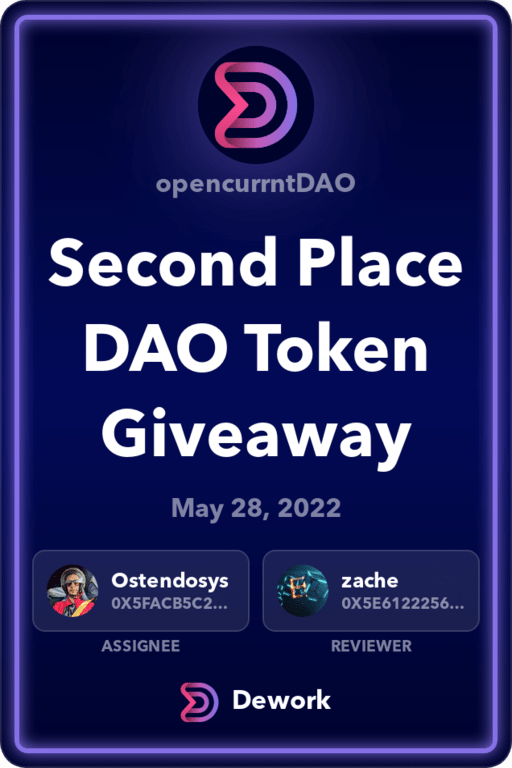 opencurrntDAO
Second Place
DAO Token
Giveaway
May 28, 2022
Ostendosys
0X5FACB5C2...
zache
0X5E6122256...
ASSIGNEE
REVIEWER
Dework